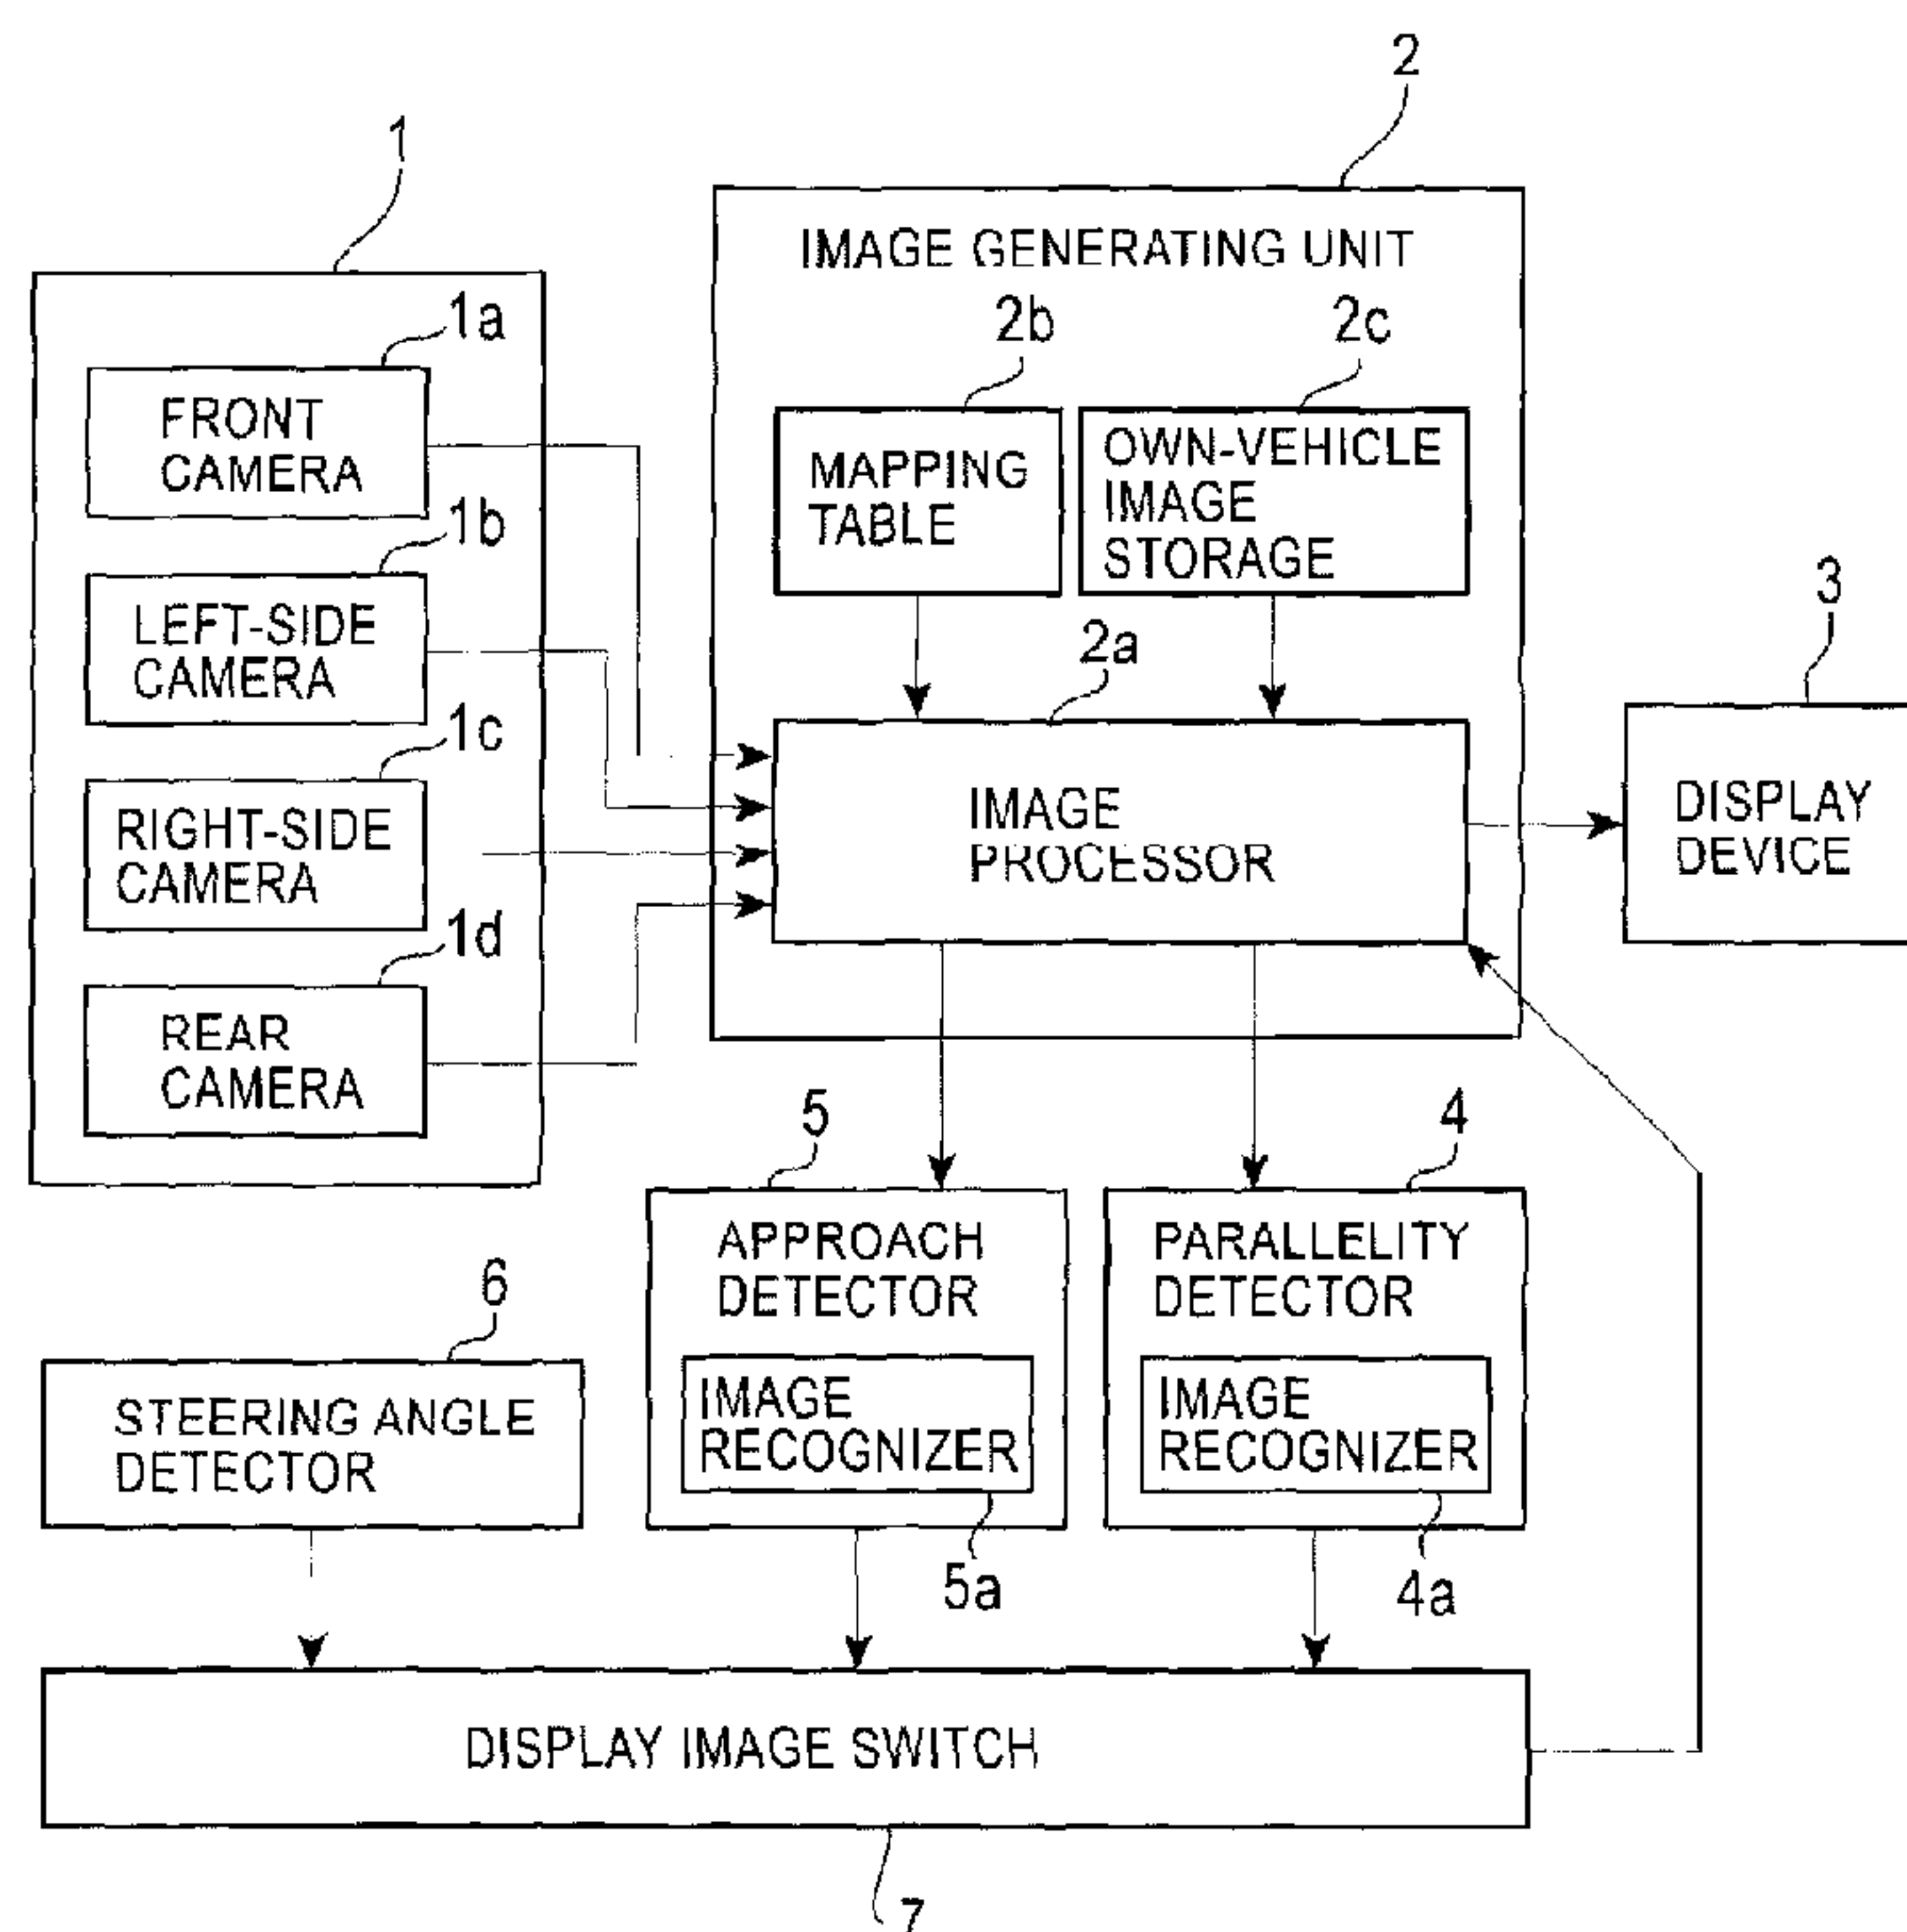 2
1
IMAGE GENERATING UNIT
1a
2b
2c
FRONT
CAMERA
MAPPING
TABLE
OWN-VEHICLE
IMAGE
STORAGE
1b
LEFT-SIDE
CAMERA
2a
3
1c
RIGHT-SIDE
CAMERA
IMAGE
PROCESSOR
DISPLAY
DEVICE
1d
REAR
CAMERA
5
4
APPROACH
DETECTOR
PARALLELITY
DETECTOR
6
STEERING ANGLE
DETECTOR
IMAGE
RECOGNIZER
IMAGE
RECOGNIZER
5a
4a
DISPLAY IMAGE SWITCH
7